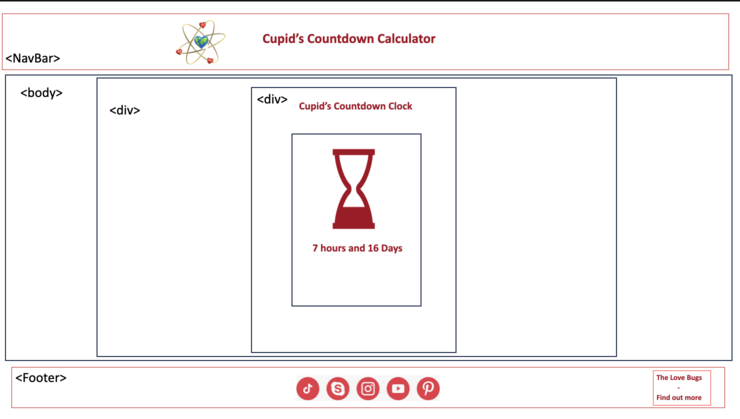 Cupid’s Countdown Calculator
<NavBar>
<body>
<div>
<div>
Cupid’s Countdown Clock
7 hours and 16 Days
<Footer>
The Love Bugs
-
Find out more